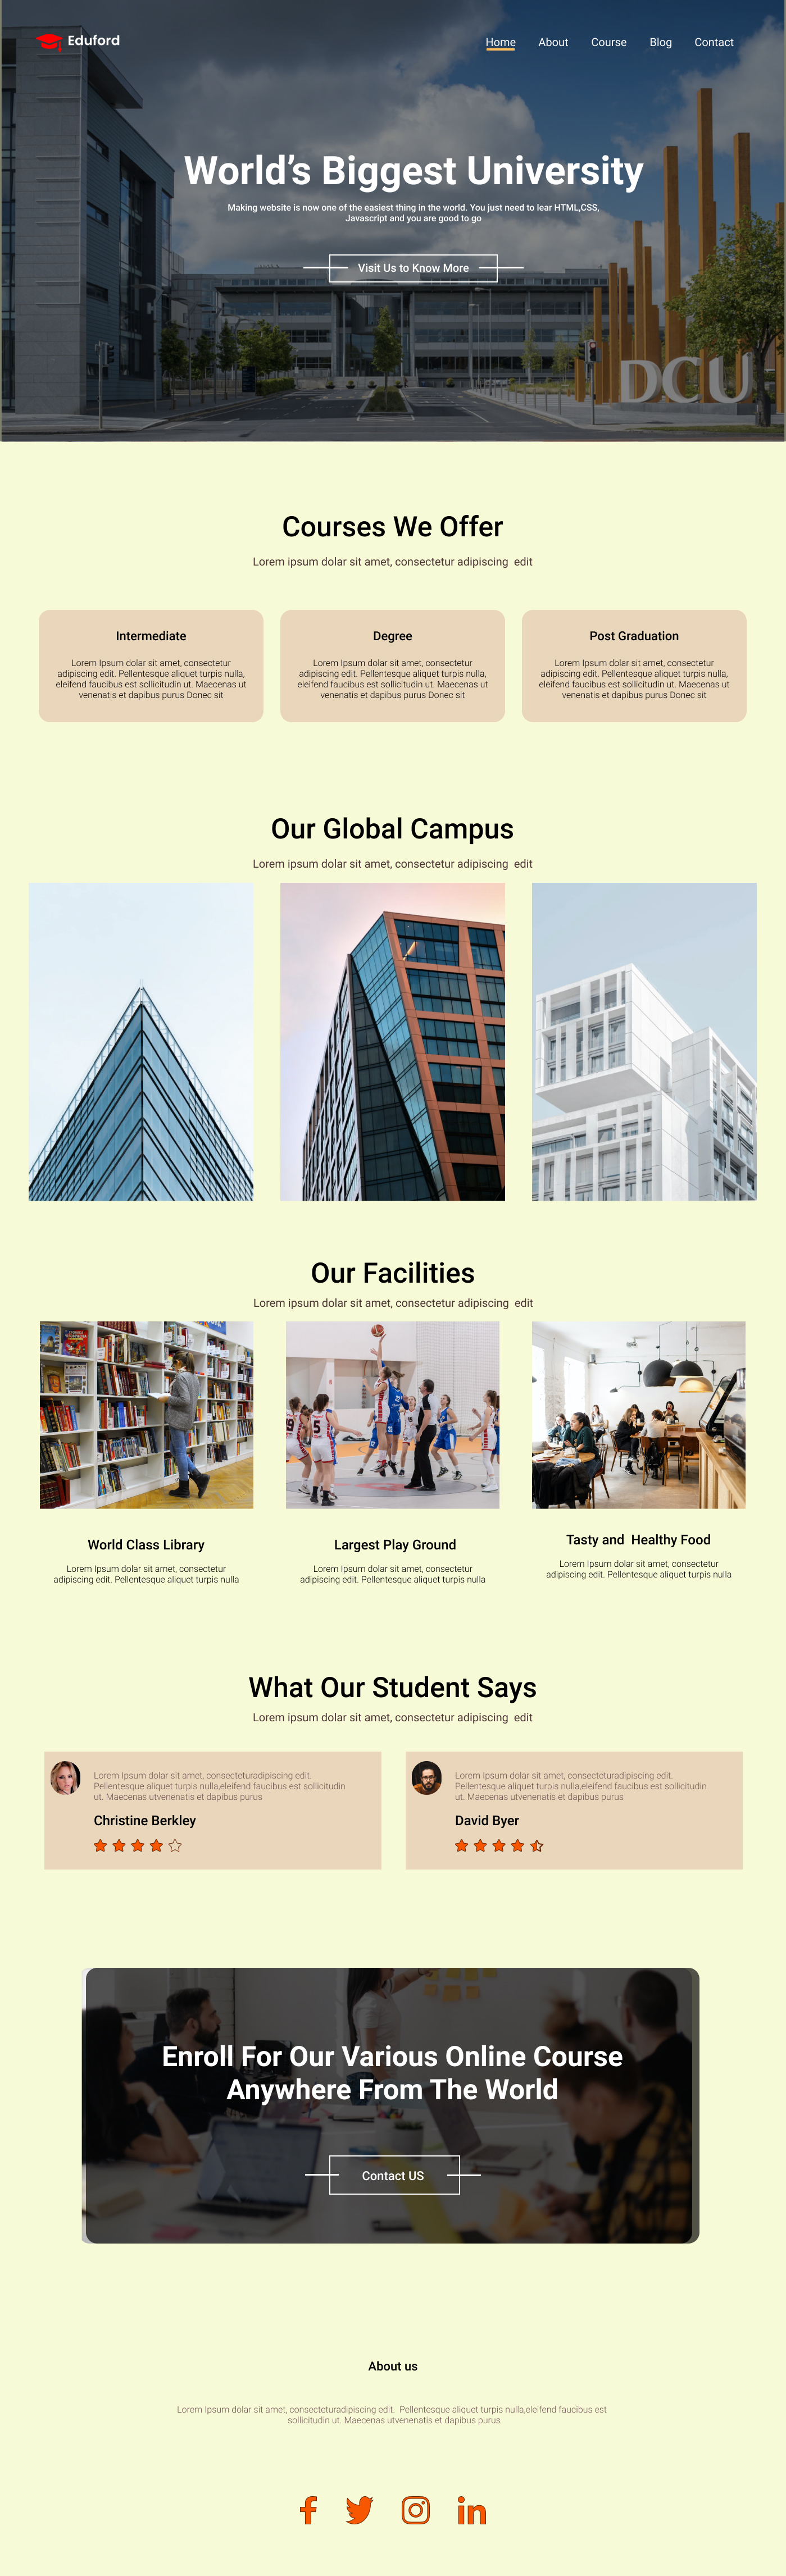 Eduford
Home About Course Blog Contact
World’s Biggest University
Making website is now one of the easiest thing in the world. You just need to lear HTML,CSS,
Javascript and you are good to go
Visit Us to Know More
DCU
Courses We Offer
Lorem ipsum dolar sit amet, consectetur adipiscing  edit
Intermediate
Lorem Ipsum dolar sit amet, consectetur
adipiscing edit. Pellentesque aliquet turpis nulla,
eleifend faucibus est sollicitudin ut. Maecenas ut
venenatis et dapibus purus Donec sit
Degree
Lorem Ipsum dolar sit amet, consectetur
adipiscing edit. Pellentesque aliquet turpis nulla,
eleifend faucibus est sollicitudin ut. Maecenas ut
venenatis et dapibus purus Donec sit
Post Graduation
Lorem Ipsum dolar sit amet, consectetur
adipiscing edit. Pellentesque aliquet turpis nulla,
eleifend faucibus est sollicitudin ut. Maecenas ut
venenatis et dapibus purus Donec sit
Our Global Campus
Lorem ipsum dolar sit amet, consectetur adipiscing  edit
Our Facilities
Lorem ipsum dolar sit amet, consectetur adipiscing  edit
World Class Library
Lorem Ipsum dolar sit amet, consectetur
adipiscing edit. Pellentesque aliquet turpis nulla
Largest Play Ground
Lorem Ipsum dolar sit amet, consectetur
adipiscing edit. Pellentesque aliquet turpis nulla
Tasty and  Healthy Food
Lorem Ipsum dolar sit amet, consectetur
adipiscing edit. Pellentesque aliquet turpis nulla
What Our Student Says
Lorem ipsum dolar sit amet, consectetur adipiscing  edit
Lorem Ipsum dolar sit amet, consecteturadipiscing edit.
Pellentesque aliquet turpis nulla,eleifend faucibus est sollicitudin
ut. Maecenas utvenenatis et dapibus purus
Christine Berkley
Lorem Ipsum dolar sit amet, consecteturadipiscing edit.
Pellentesque aliquet turpis nulla,eleifend faucibus est sollicitudin
ut. Maecenas utvenenatis et dapibus purus
David Byer
Enroll For Our Various Online Course
Anywhere From The World
Contact US
About us
Lorem Ipsum dolar sit amet, consecteturadipiscing edit.  Pellentesque aliquet turpis nulla,eleifend faucibus est
sollicitudin ut. Maecenas utvenenatis et dapibus purus